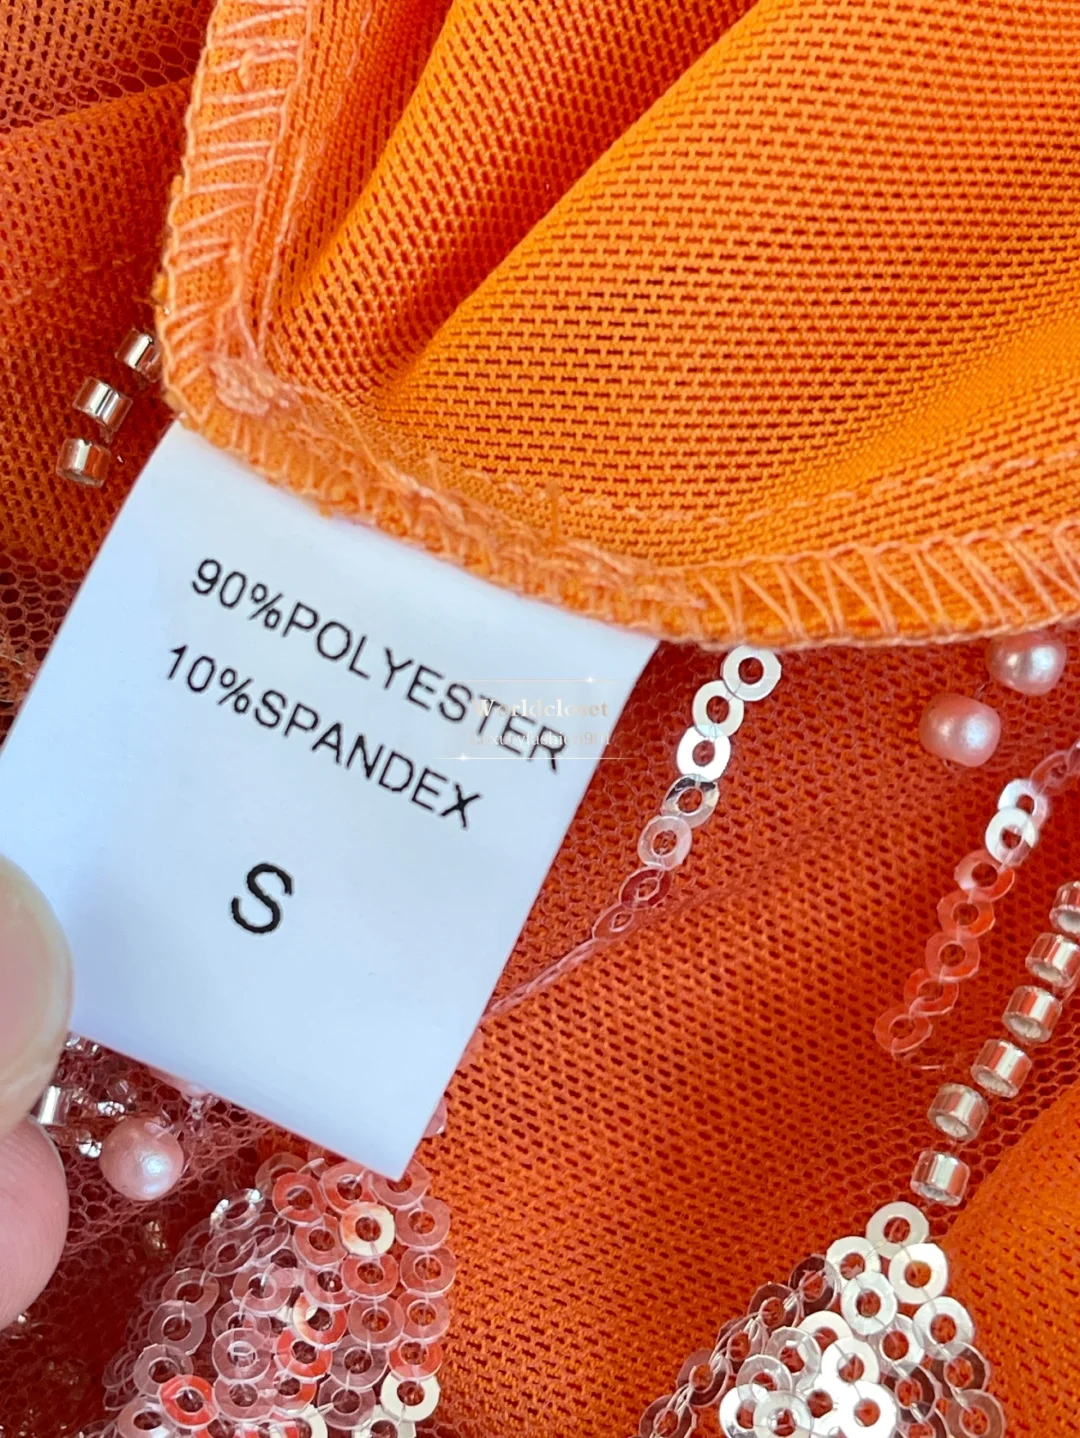 90%POLYESTER
10%SPANDEX
Worldcloset
S